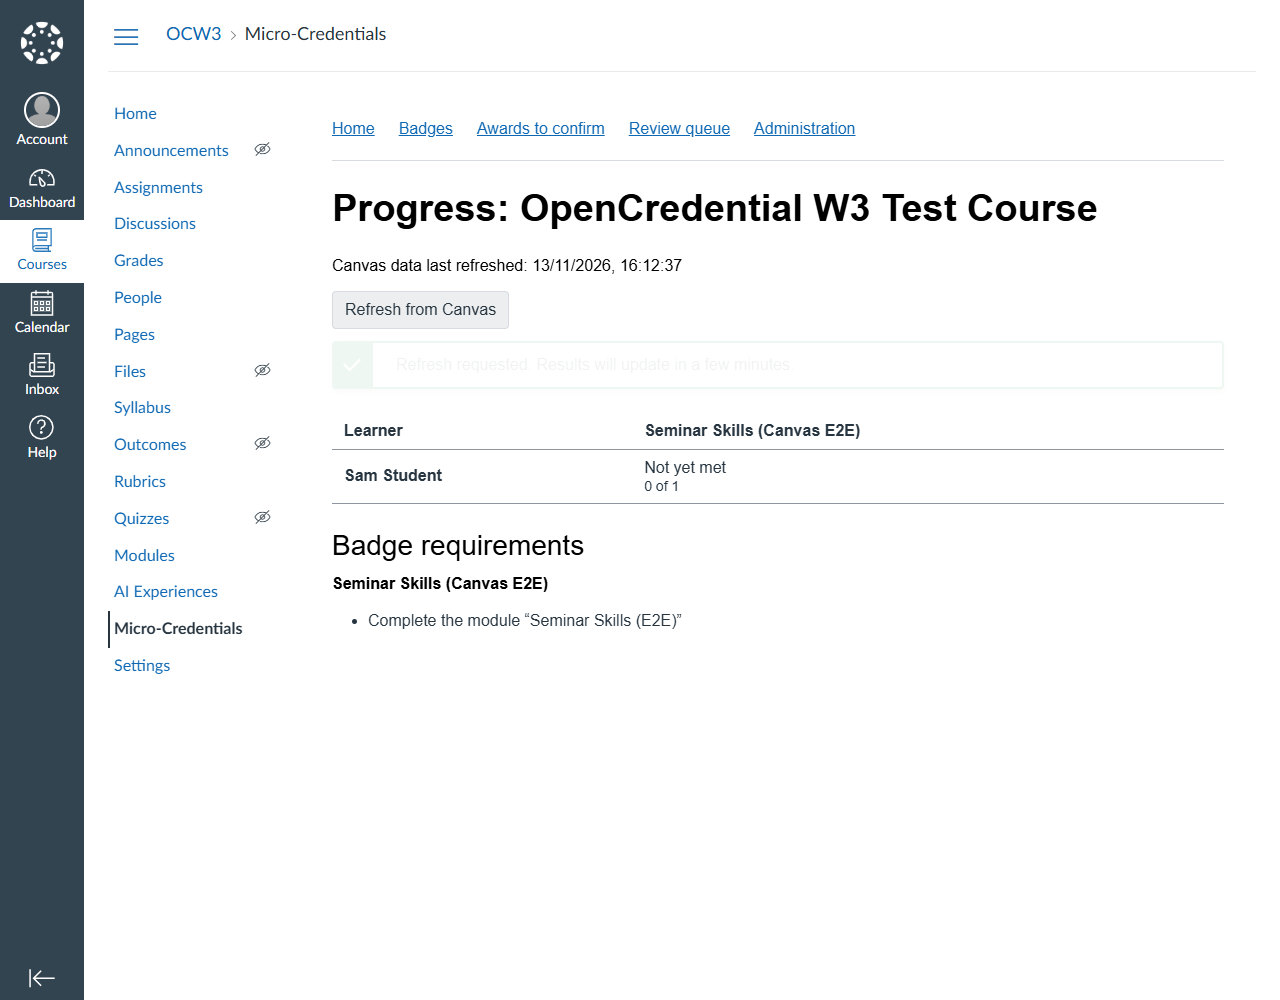 OCW3 > Micro-Credentials
Account
Dashboard
Courses
Calendar
Inbox
Help
Home
Announcements
Assignments
Discussions
Grades
People
Pages
Files
Syllabus
Outcomes
Rubrics
Quizzes
Modules
AI Experiences
Micro-Credentials
Settings
Home Badges Awards to confirm Review queue Administration
Progress: OpenCredential W3 Test Course
Canvas data last refreshed: 13/11/2026, 16:12:37
Refresh from Canvas
Refresh requested. Results will update in a few minutes.
Learner Seminar Skills (Canvas E2E)
Sam Student Not yet met
0 of 1
Badge requirements
Seminar Skills (Canvas E2E)
• Complete the module “Seminar Skills (E2E)”